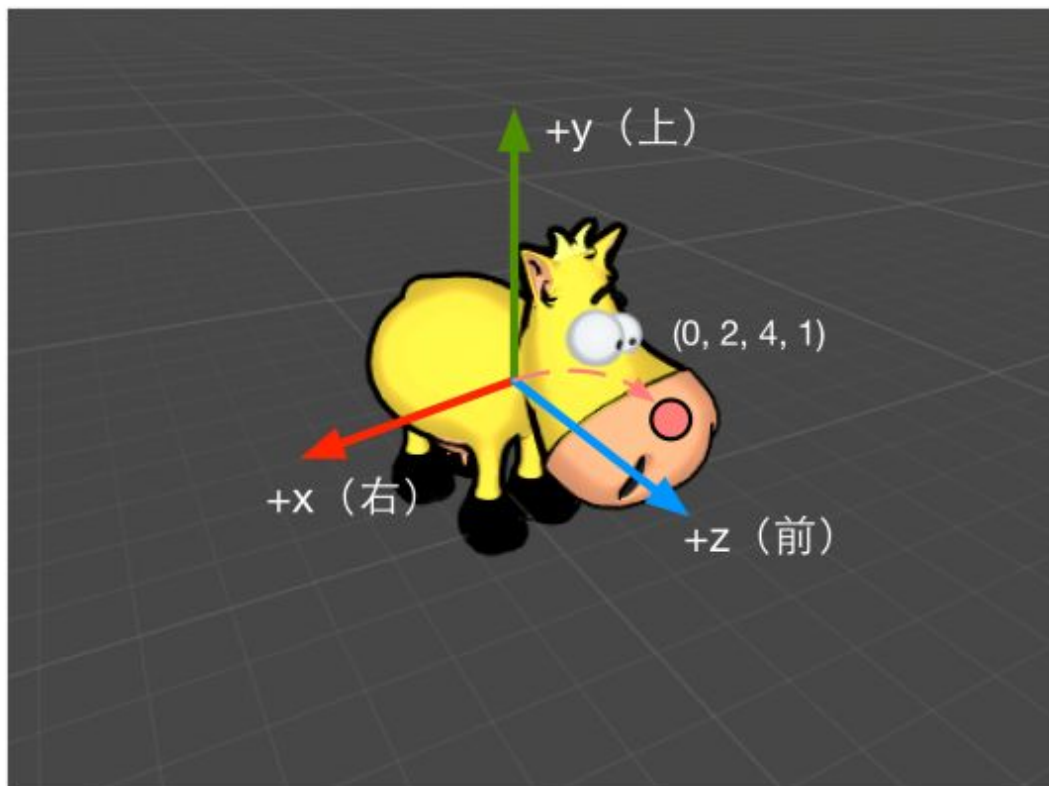 +y（上）
(0, 2, 4, 1)
+x（右）
+z（前）